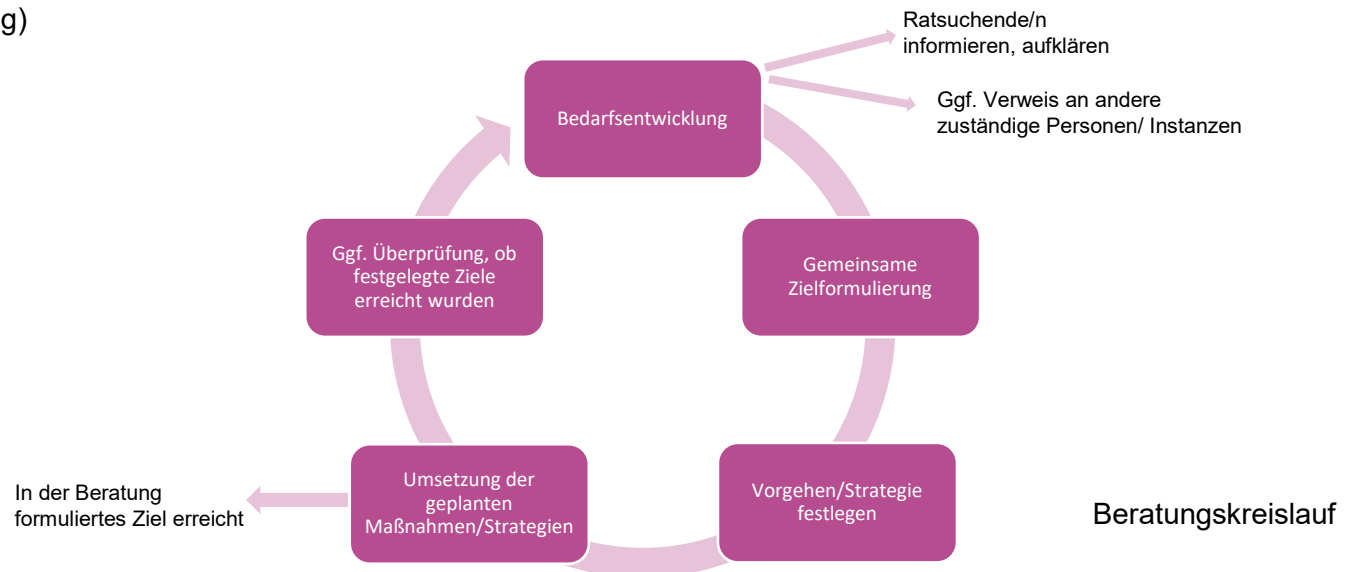 g)
Ratsuchende/n
informieren, aufklären
Bedarfsentwicklung
Ggf. Verweis an andere
zuständige Personen/ Instanzen
Ggf. Überprüfung, ob
festgelegte Ziele
erreicht wurden
Gemeinsame
Zielformulierung
Umsetzung der
geplanten
Maßnahmen/Strategien
Vorgehen/Strategie
festlegen
In der Beratung
formuliertes Ziel erreicht
Beratungskreislauf